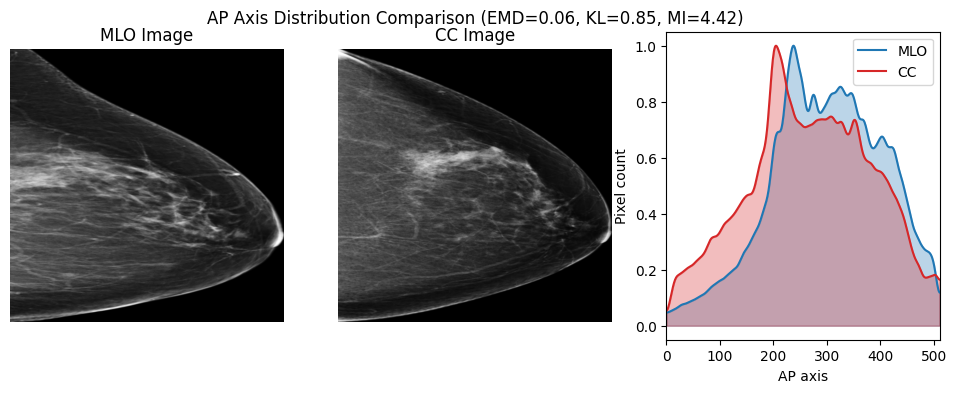 AP Axis Distribution Comparison (EMD=0.06, KL=0.85, MI=4.42)
MLO Image
CC Image
MLO
CC
Pixel count
1.0
0.8
0.6
0.4
0.2
0.0
0 100 200 300 400 500
AP axis